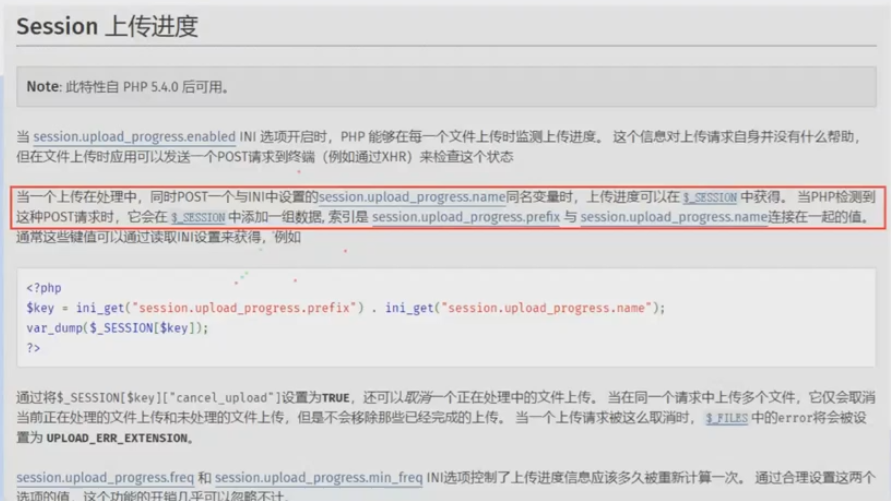 Session 上传进度
Note: 此特性自 PHP 5.4.0 后可用。
当 session.upload_progress.enabled INI 选项开启时，PHP 能够在每一个文件上传时监测上传进度。 这个信息对上传请求自身并没有什么帮助，
但在文件上传时应用可以发送一个POST请求到终端（例如通过XHR）来检查这个状态
当一个上传在处理中，同时POST一个与INI中设置的session.upload_progress.name同名变量时，上传进度可以在 $_SESSION 中获得。 当PHP检测到
这种POST请求时，它会在 $_SESSION 中添加一组数据, 索引是 session.upload_progress.prefix 与 session.upload_progress.name连接在一起的值。
通常这些键值可以通过读取INI设置来获得，例如
<?php
$key = ini_get("session.upload_progress.prefix") . ini_get("session.upload_progress.name");
var_dump($_SESSION[$key]);
?>
通过将$_SESSION[$key]["cancel_upload"]设置为TRUE，还可以取消一个正在处理中的文件上传。 当在同一个请求中上传多个文件，它仅会取消
当前正在处理的文件上传和未处理的文件上传，但是不会移除那些已经完成的上传。 当一个上传请求被这么取消时， $_FILES 中的error将会被设
置为 UPLOAD_ERR_EXTENSION。
session.upload_progress.freq 和 session.upload_progress.min_freq INI选项控制了上传进度信息应该多久被重新计算一次。 通过合理设置这两个
选项的值，这个功能的开销几乎可以忽略不计。